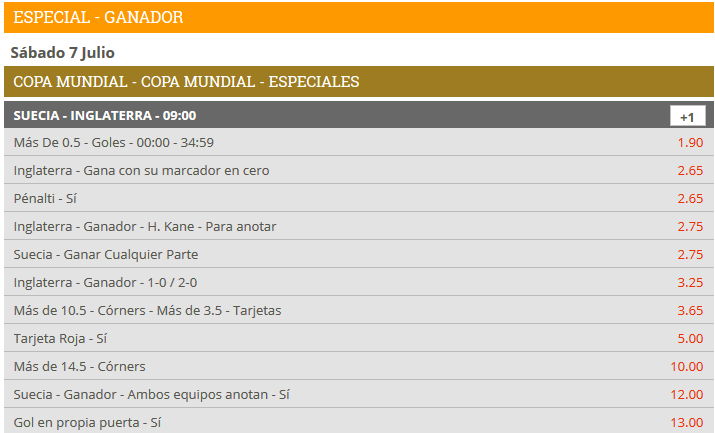 ESPECIAL - GANADOR
Sábado 7 Julio
COPA MUNDIAL - COPA MUNDIAL - ESPECIALES
SUECIA - INGLATERRA - 09:00 +1
Más De 0.5 - Goles - 00:00 - 34:59 1.90
Inglaterra - Gana con su marcador en cero 2.65
Pénalti - Sí 2.65
Inglaterra - Ganador - H. Kane - Para anotar 2.75
Suecia - Ganar Cualquier Parte 2.75
Inglaterra - Ganador - 1-0 / 2-0 3.25
Más de 10.5 - Córners - Más de 3.5 - Tarjetas 3.65
Tarjeta Roja - Sí 5.00
Más de 14.5 - Córners 10.00
Suecia - Ganador - Ambos equipos anotan - Sí 12.00
Gol en propia puerta - Sí 13.00